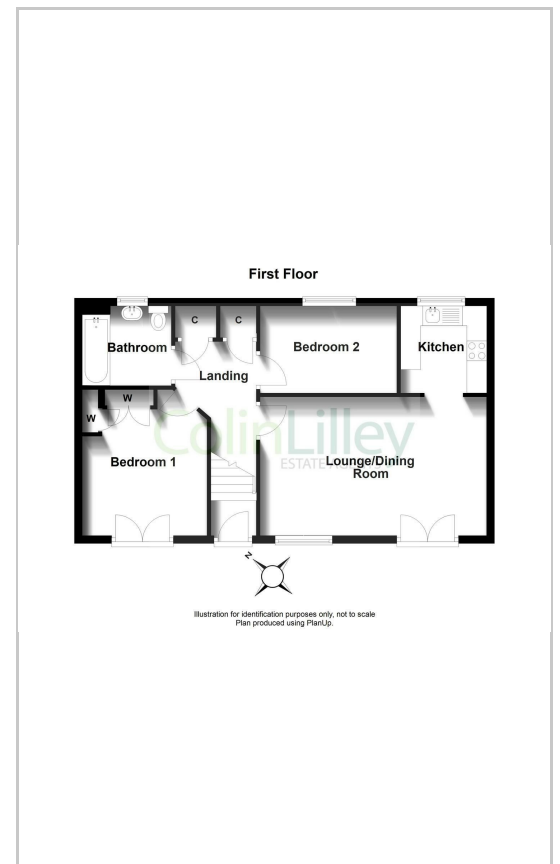 First Floor
C
C
Bathroom
Bedroom 2
Kitchen
Landing
W
W
ColinLilley
Bedroom 1
Lounge/Dining
Room
N
Illustration for identification purposes only, not to scale
Plan produced using PlanUp.